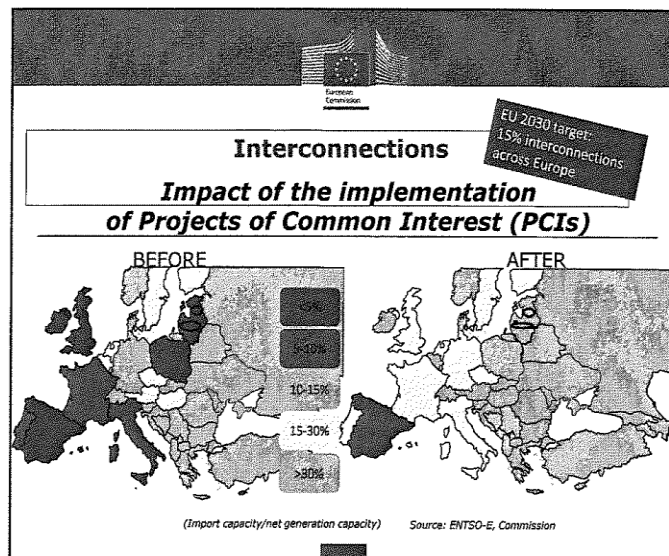 European
Commission
EU 2030 target:
15% interconnections
across Europe
Interconnections
Impact of the implementation
of Projects of Common Interest (PCIs)
BEFORE
AFTER
<5%
5-10%
10-15%
15-30%
>30%
(Import capacity/net generation capacity)
Source: ENTSO-E, Commission